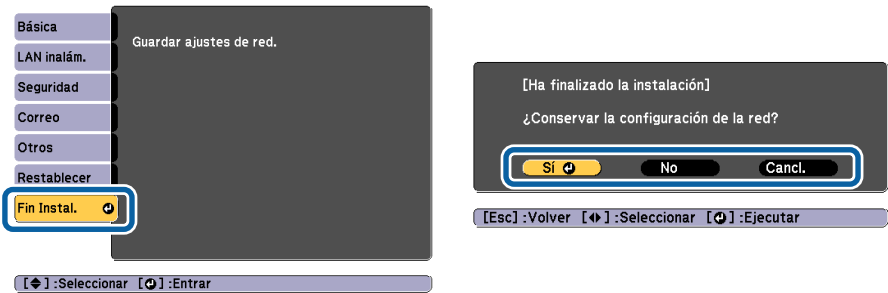 Básica
LAN inalám.
Seguridad
Correo
Otros
Restablecer
Fin Instal.
Guardar ajustes de red.
[ ] :Seleccionar [ ] :Entrar
[Ha finalizado la instalación]
¿Conservar la configuración de la red?
Sí No Cancl.
[Esc] :Volver [ ] :Seleccionar [ ] :Ejecutar